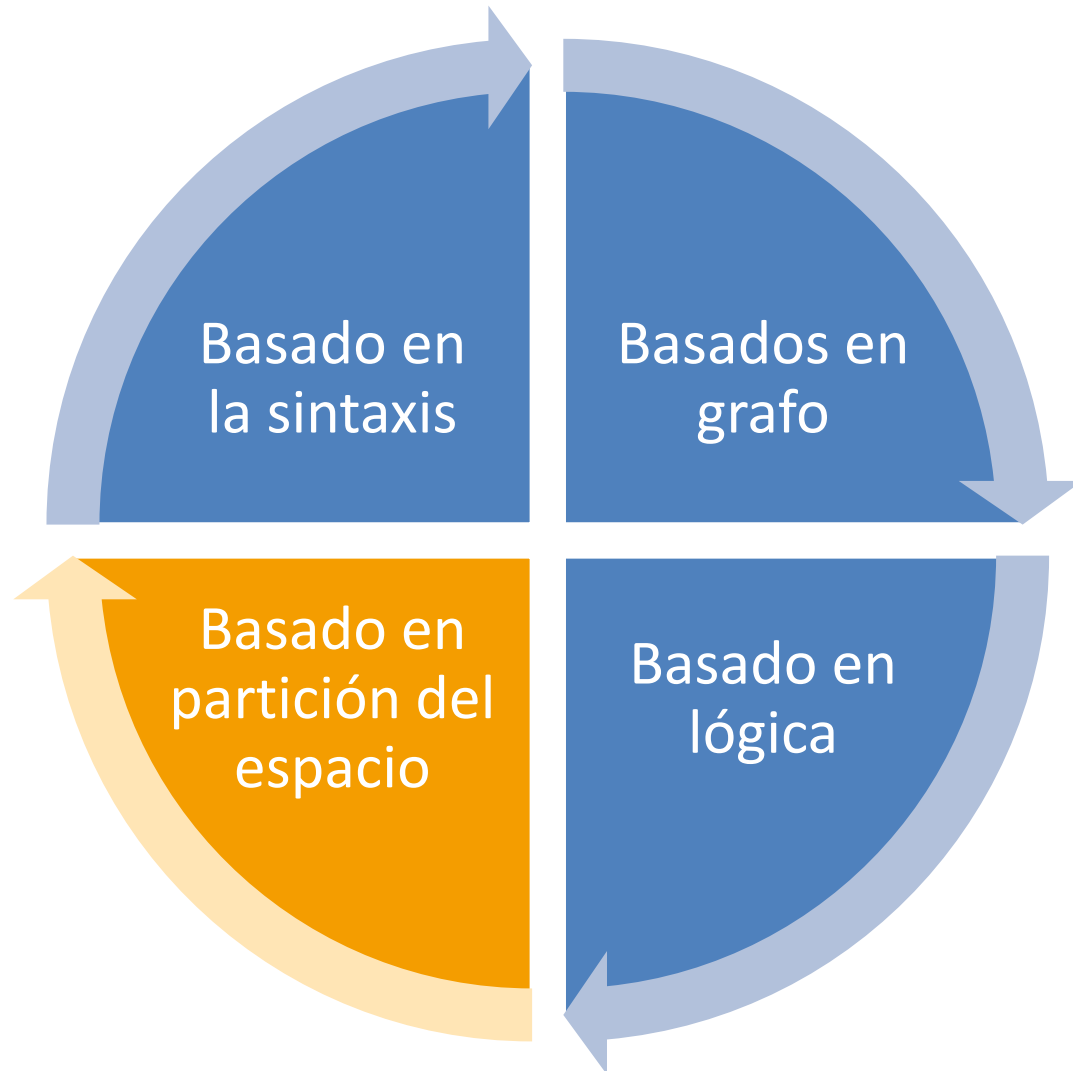 Basado en
la sintaxis
Basados en
grafo
Basado en
partición del
espacio
Basado en
lógica